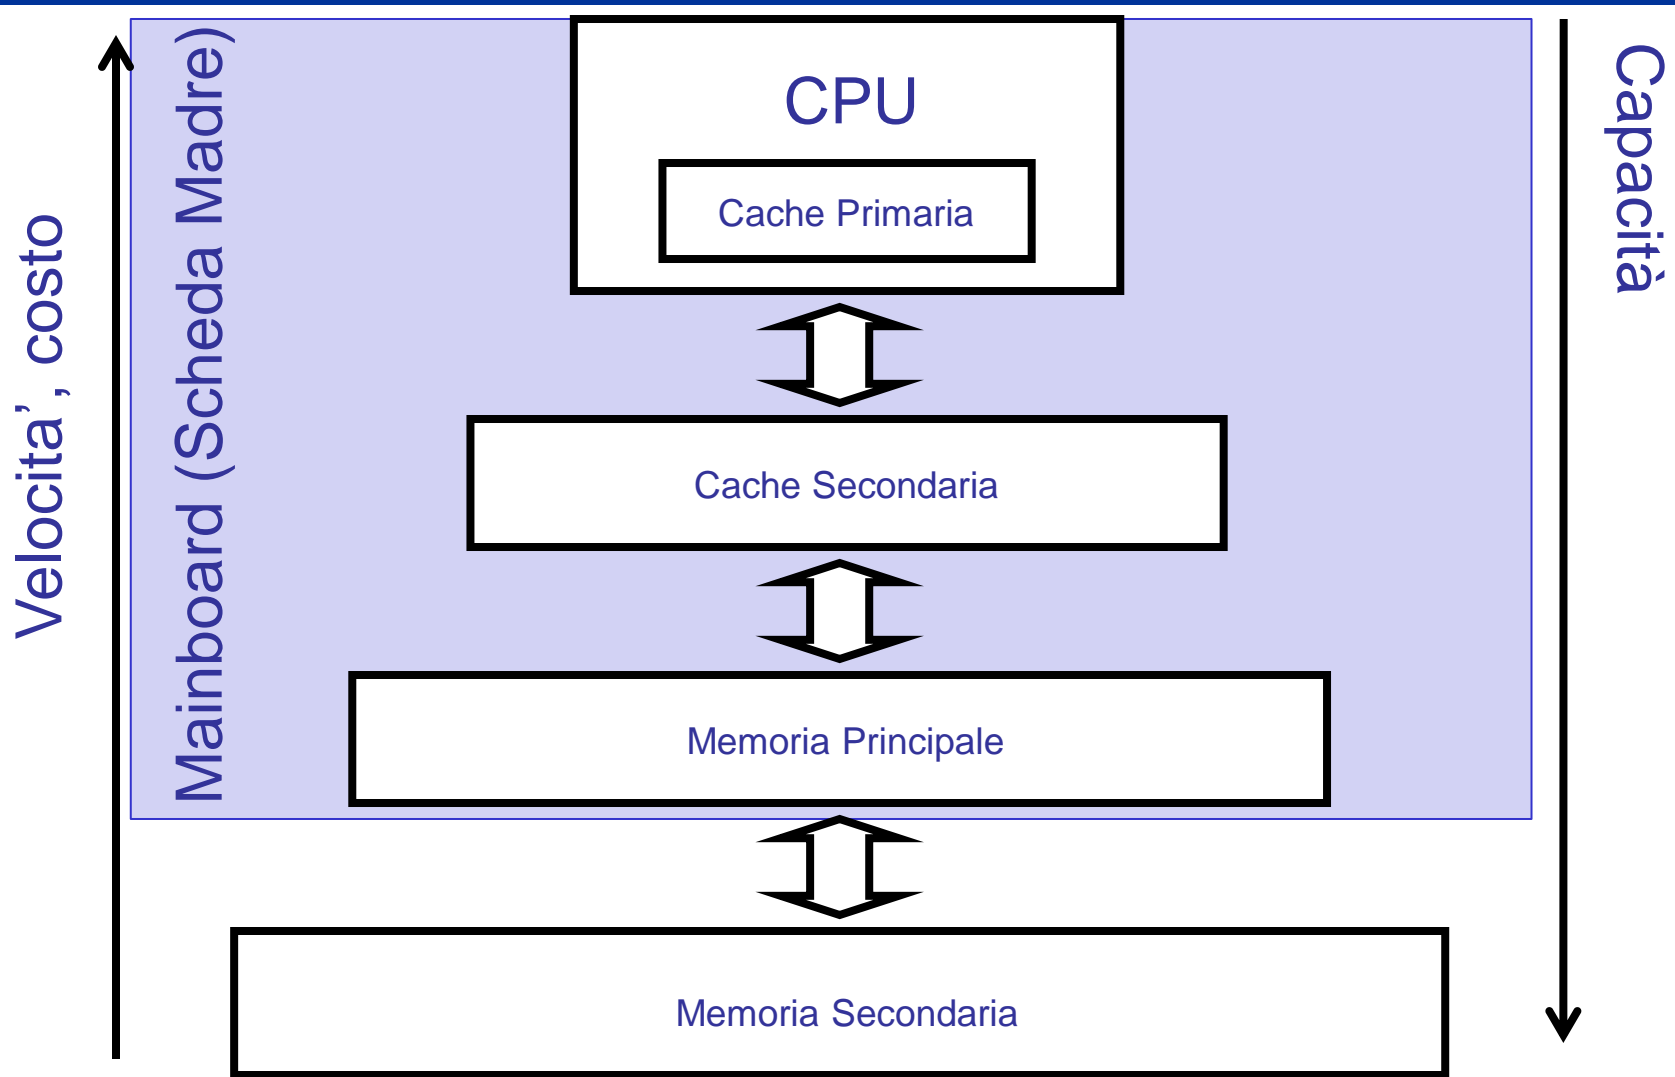 Velocita’, costo
Mainboard (Scheda Madre)
CPU
Cache Primaria
Cache Secondaria
Memoria Principale
Memoria Secondaria
Capacità